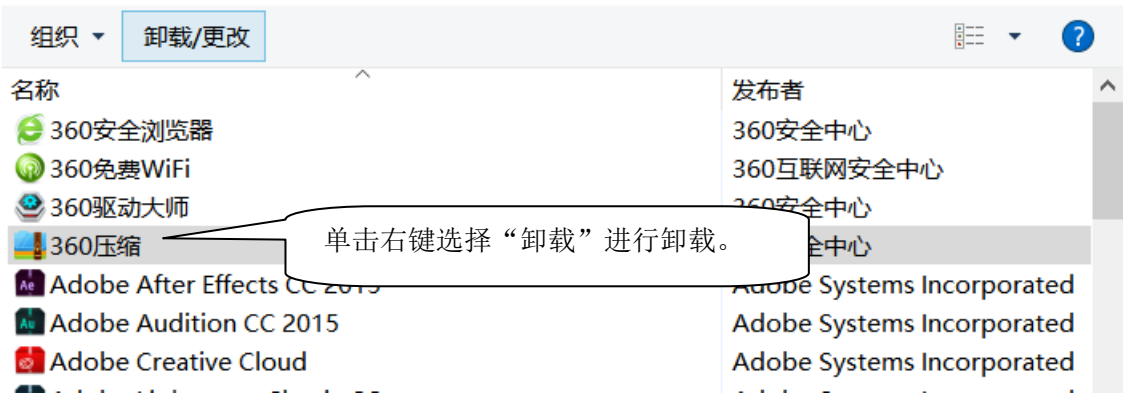 组织 卸载/更改 ?
名称 发布者
360安全浏览器 360安全中心
360免费WiFi 360互联网安全中心
360驱动大师 360安全中心
360压缩 单击右键选择“卸载”进行卸载。 全中心
Ae Adobe After Effects CC 2015 Adobe Systems Incorporated
Au Adobe Audition CC 2015 Adobe Systems Incorporated
Adobe Creative Cloud Adobe Systems Incorporated